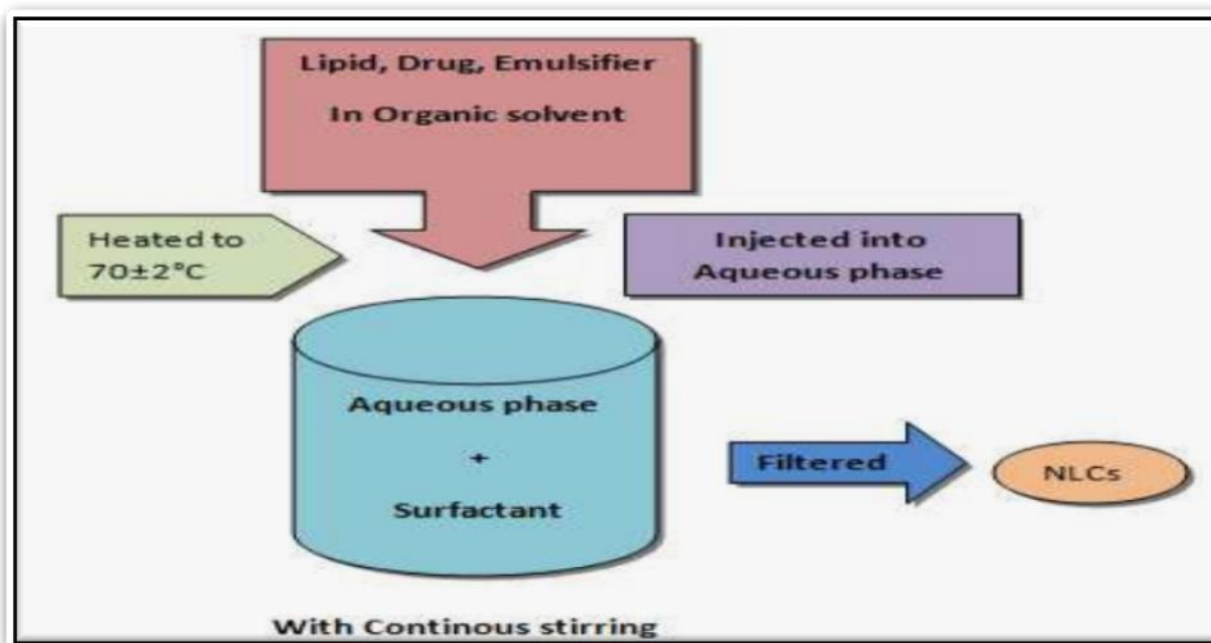 Lipid, Drug, Emulsifier
In Organic solvent
Heated to
70±2°C
Injected into
Aqueous phase
Aqueous phase
+
Surfactant
Filtered
NLCs
With Continous stirring